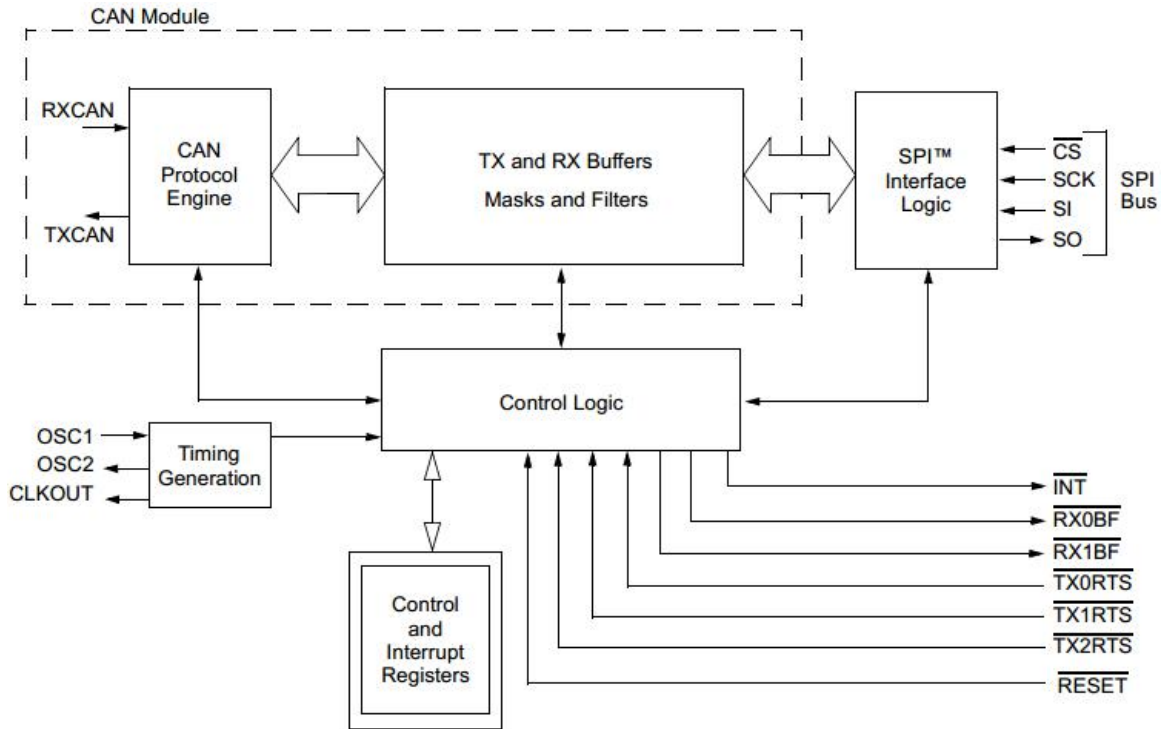 CAN Module
RXCAN
TXCAN
CAN
Protocol
Engine
TX and RX Buffers
Masks and Filters
SPI™
Interface
Logic
CS
SCK
SI
SO
SPI
Bus
Control Logic
OSC1
OSC2
CLKOUT
Timing
Generation
Control
and
Interrupt
Registers
INT
RX0BF
RX1BF
TX0RTS
TX1RTS
TX2RTS
RESET